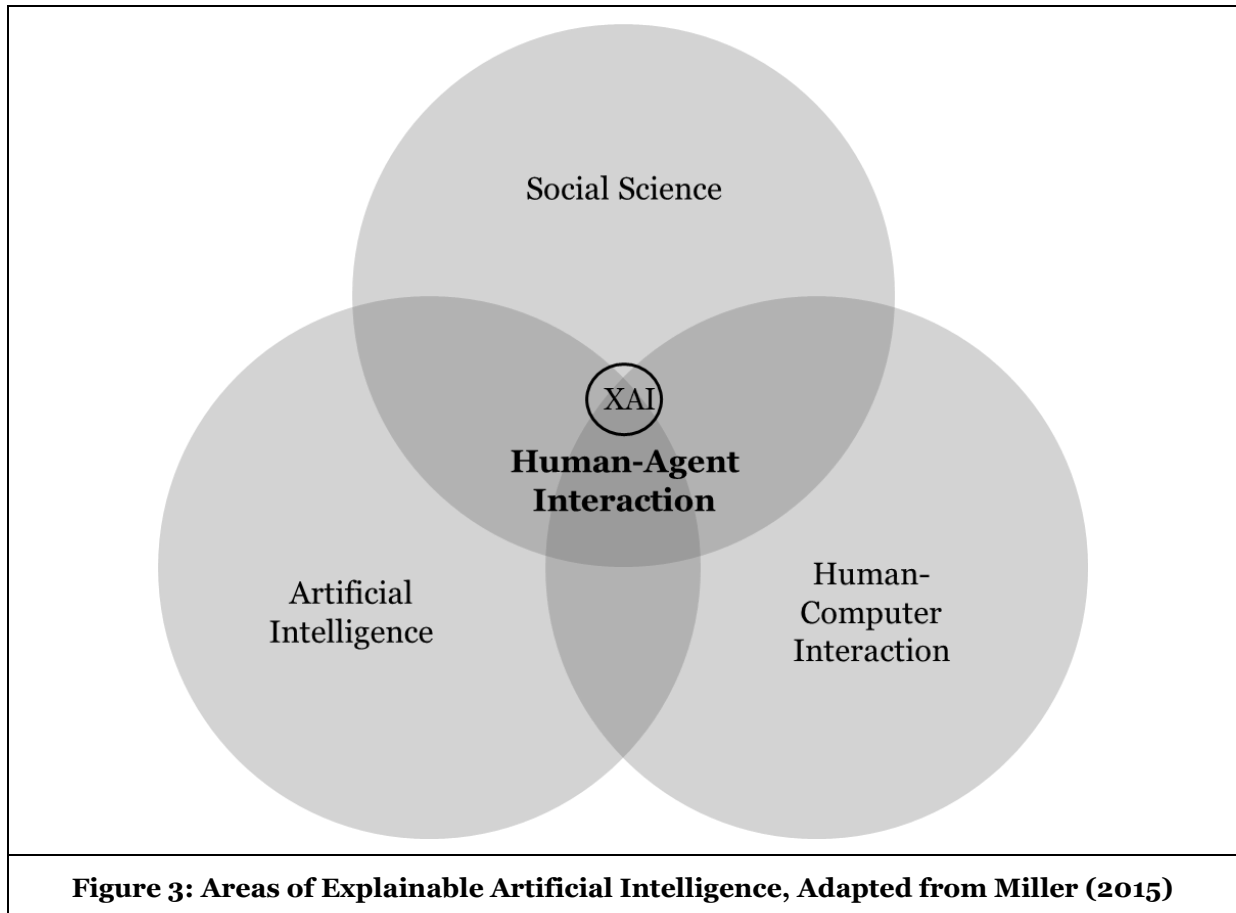 Social Science
XAI
Human-Agent
Interaction
Artificial
Intelligence
Human-
Computer
Interaction
Figure 3: Areas of Explainable Artificial Intelligence, Adapted from Miller (2015)